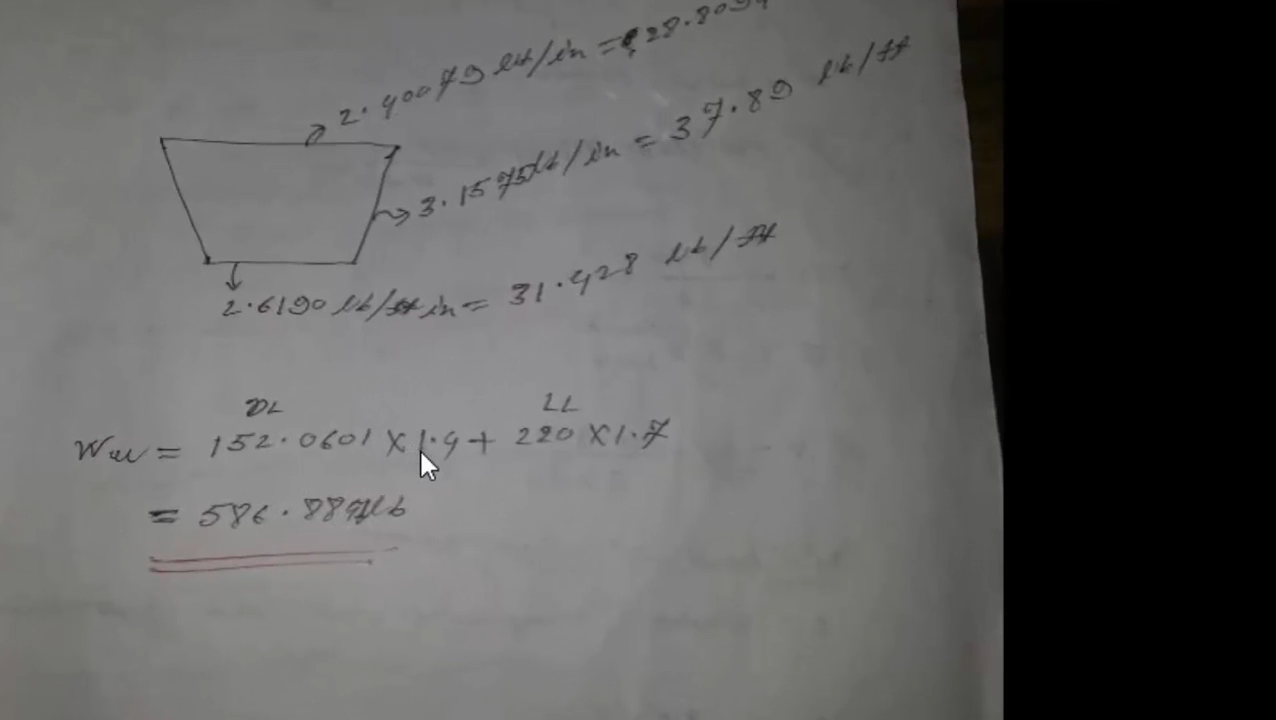 2.40079 lb/in = 28.809
3.1575 lb/in = 37.89 lb/ft
2.6190 lb/in = 31.428 lb/ft
DL LL
Wu = 152.0601 X 1.4 + 220 X 1.7
= 586.884 lb